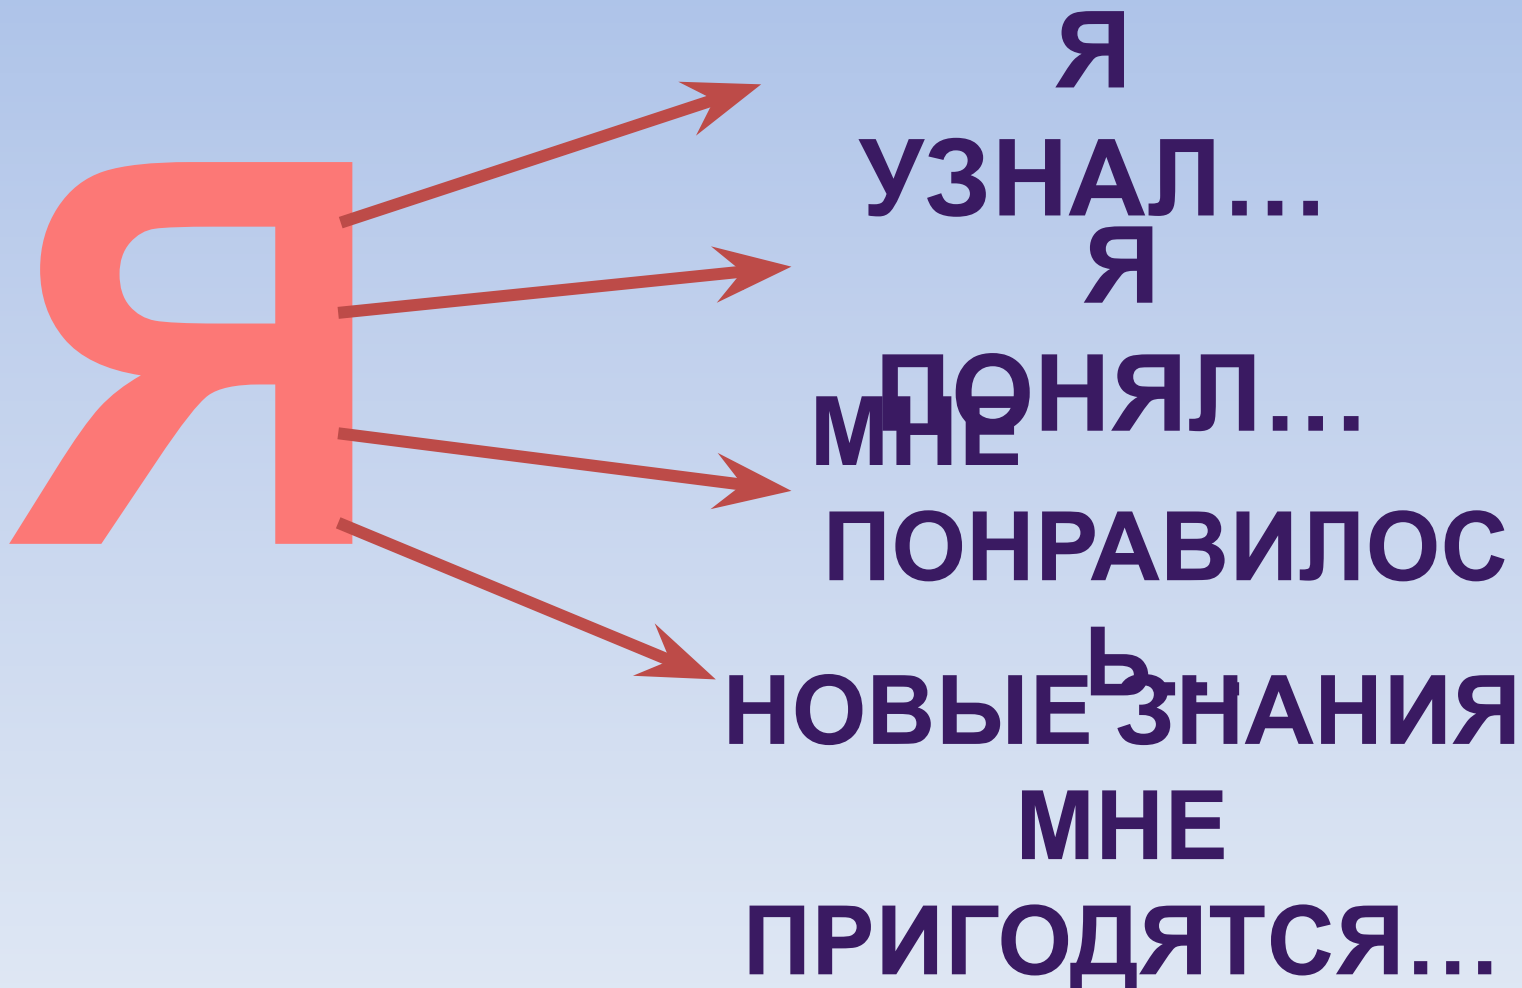 Я
Я
УЗНАЛ…
Я
ПОНЯЛ…
МНЕ
ПОНРАВИЛОС
Ь…
НОВЫЕ ЗНАНИЯ
МНЕ
ПРИГОДЯТСЯ…